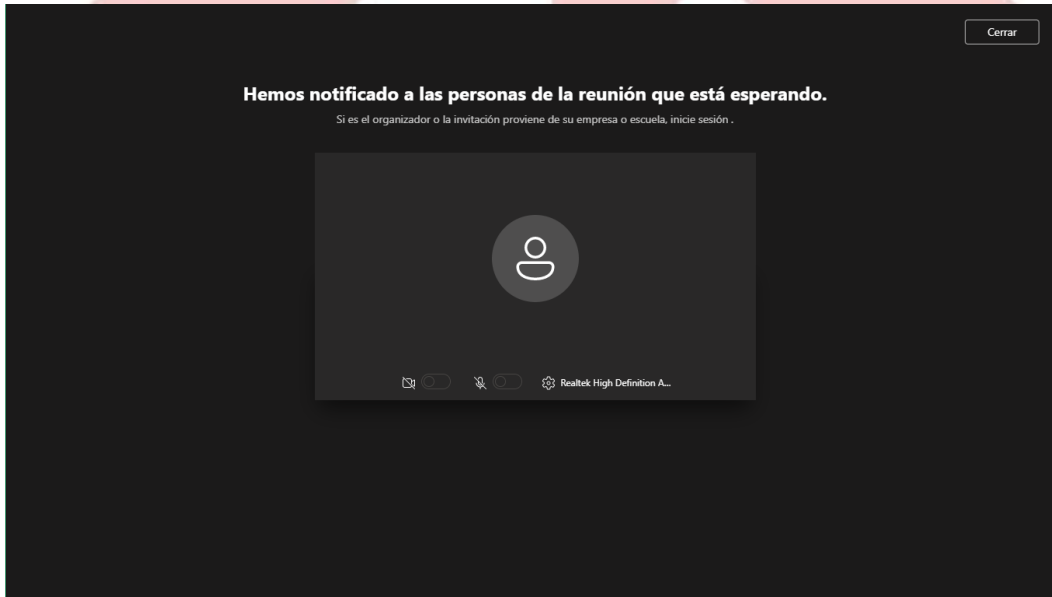 Cerrar
Hemos notificado a las personas de la reunión que está esperando.
Si es el organizador o la invitación proviene de su empresa o escuela, inicie sesión .
Realtek High Definition A...